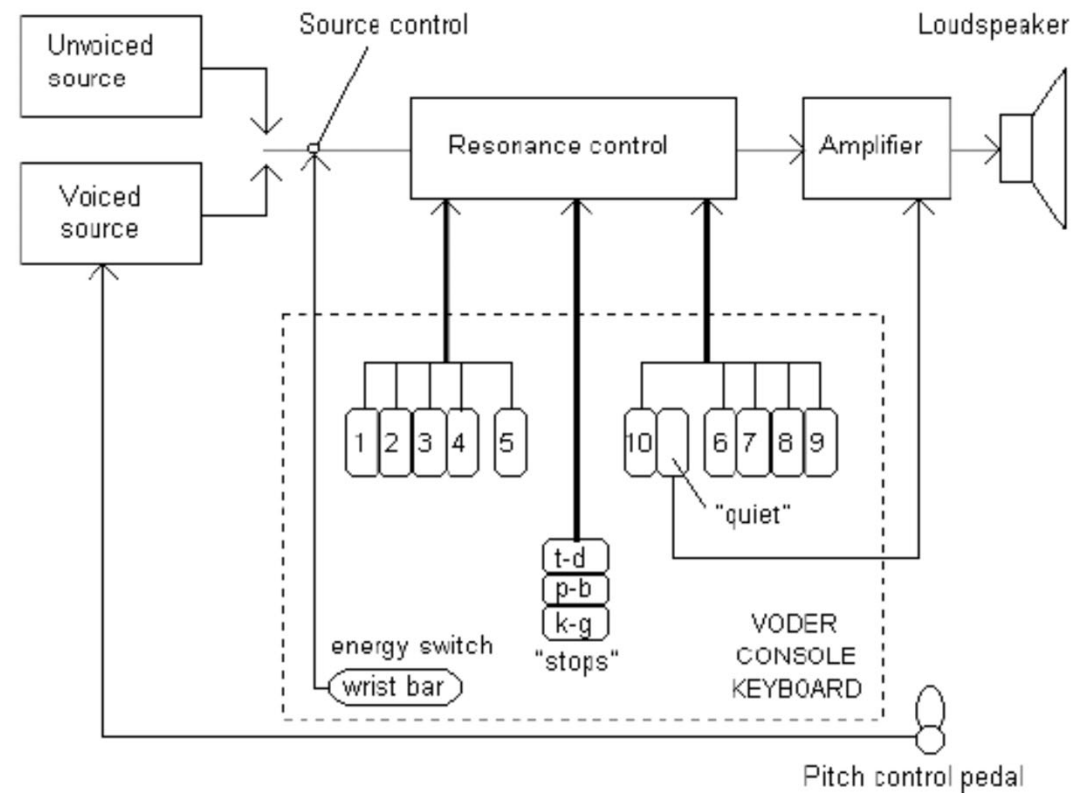 Source control
Loudspeaker
Unvoiced
source
Resonance control
Amplifier
Voiced
source
1 2 3 4 5
10 6 7 8 9
"quiet"
t-d
p-b
k-g
"stops"
energy switch
wrist bar
VODER
CONSOLE
KEYBOARD
Pitch control pedal